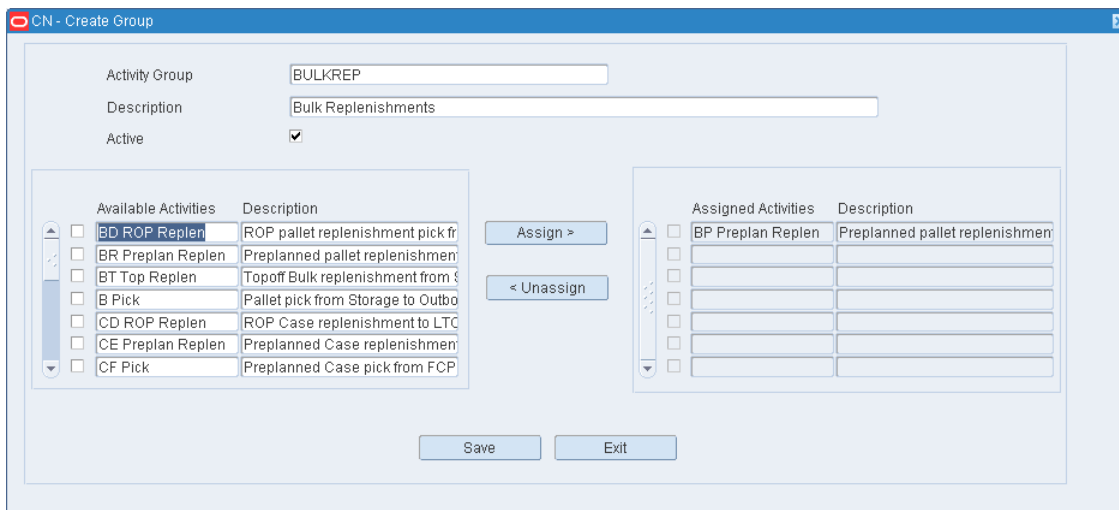 CN - Create Group
Activity Group BULKREP
Description Bulk Replenishments
Active
Available Activities Description
BD ROP Replen ROP pallet replenishment pick fr
BR Preplan Replen Preplanned pallet replenishmen
BT Top Replen Topoff Bulk replenishment from S
B Pick Pallet pick from Storage to Outbo
CD ROP Replen ROP Case replenishment to LTC
CE Preplan Replen Preplanned Case replenishmen
CF Pick Preplanned Case pick from FCP
Assign >
< Unassign
Assigned Activities Description
BP Preplan Replen Preplanned pallet replenishmen
Save Exit